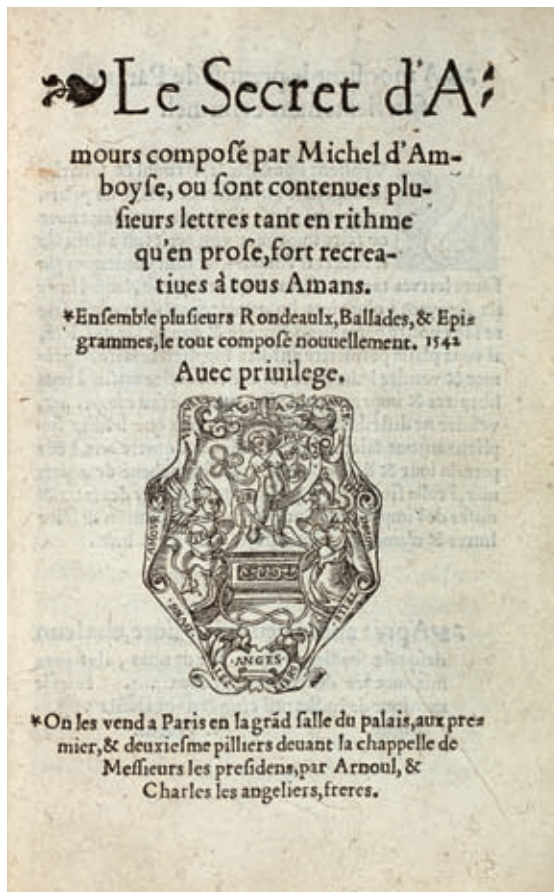 Le Secret d'A⸗
mours composé par Michel d'Am-
boyse, ou sont contenues plu-
sieurs lettres tant en rithme
qu'en prose, fort recrea-
tiues à tous Amans.
*Ensemble plusieurs Rondeaulx, Ballades, & Epi⸗
grammes, le tout composé nouuellement. 1542
Auec priuilege.
ANGES
*On les vend a Paris en la grãd salle du palais, aux pre⸗
mier, & deuxiesme pilliers deuant la chappelle de
Messieurs les presidens, par Arnoul, &
Charles les angeliers, freres.